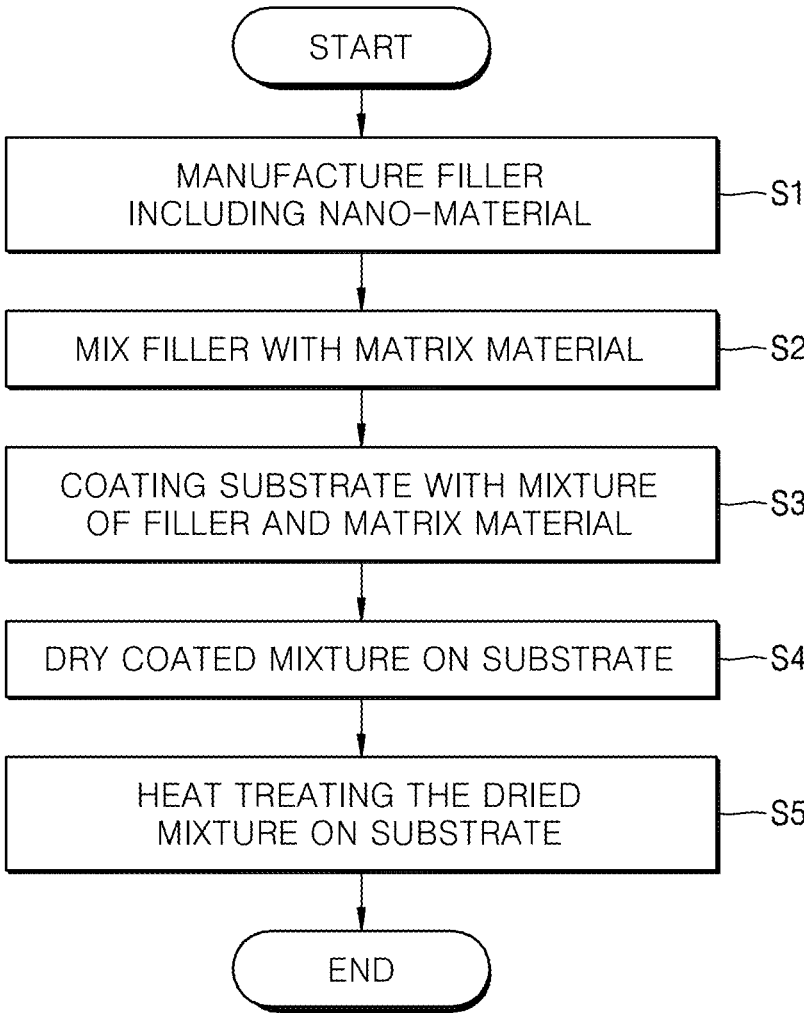 START
MANUFACTURE FILLER
INCLUDING NANO-MATERIAL
S1
MIX FILLER WITH MATRIX MATERIAL
S2
COATING SUBSTRATE WITH MIXTURE
OF FILLER AND MATRIX MATERIAL
S3
DRY COATED MIXTURE ON SUBSTRATE
S4
HEAT TREATING THE DRIED
MIXTURE ON SUBSTRATE
S5
END